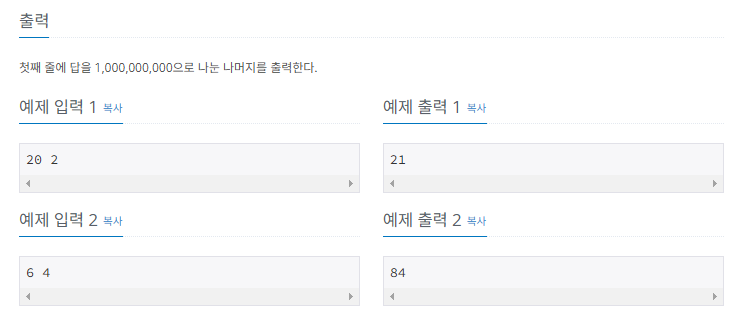 출력
첫째 줄에 답을 1,000,000,000으로 나눈 나머지를 출력한다.
예제 입력 1 복사
예제 출력 1 복사
20 2
21
예제 입력 2 복사
예제 출력 2 복사
6 4
84